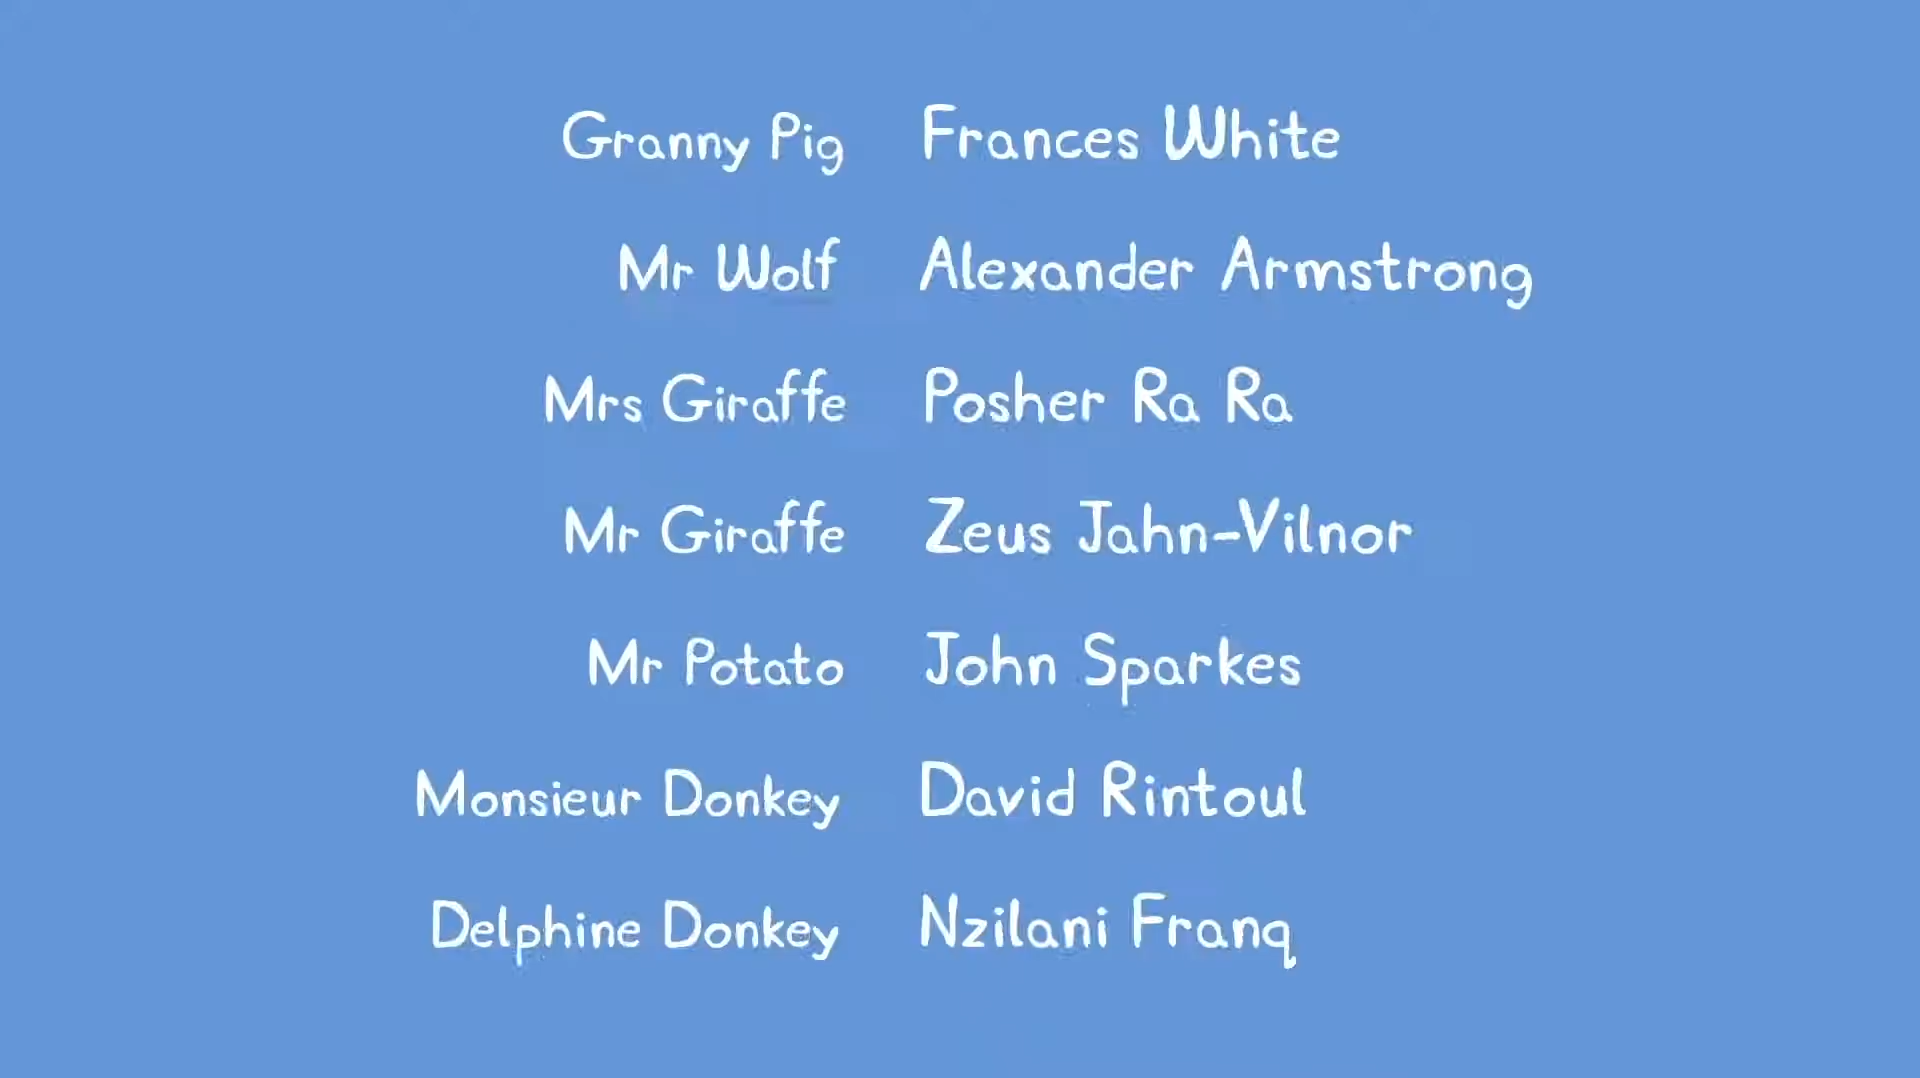 Granny Pig Frances White
Mr Wolf Alexander Armstrong
Mrs Giraffe Posher Ra Ra
Mr Giraffe Zeus Jahn-Vilnor
Mr Potato John Sparkes
Monsieur Donkey David Rintoul
Delphine Donkey Nzilani Franq